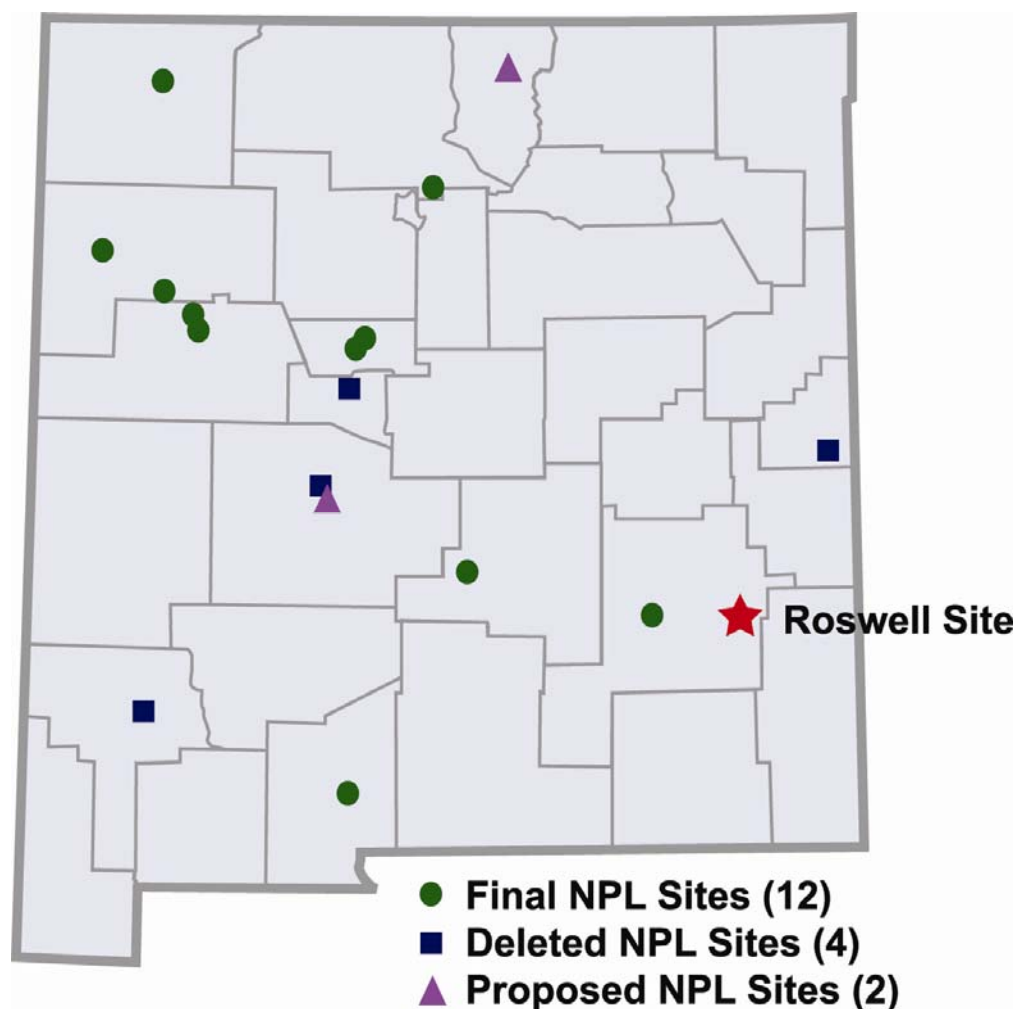 Roswell Site
Final NPL Sites (12)
Deleted NPL Sites (4)
Proposed NPL Sites (2)